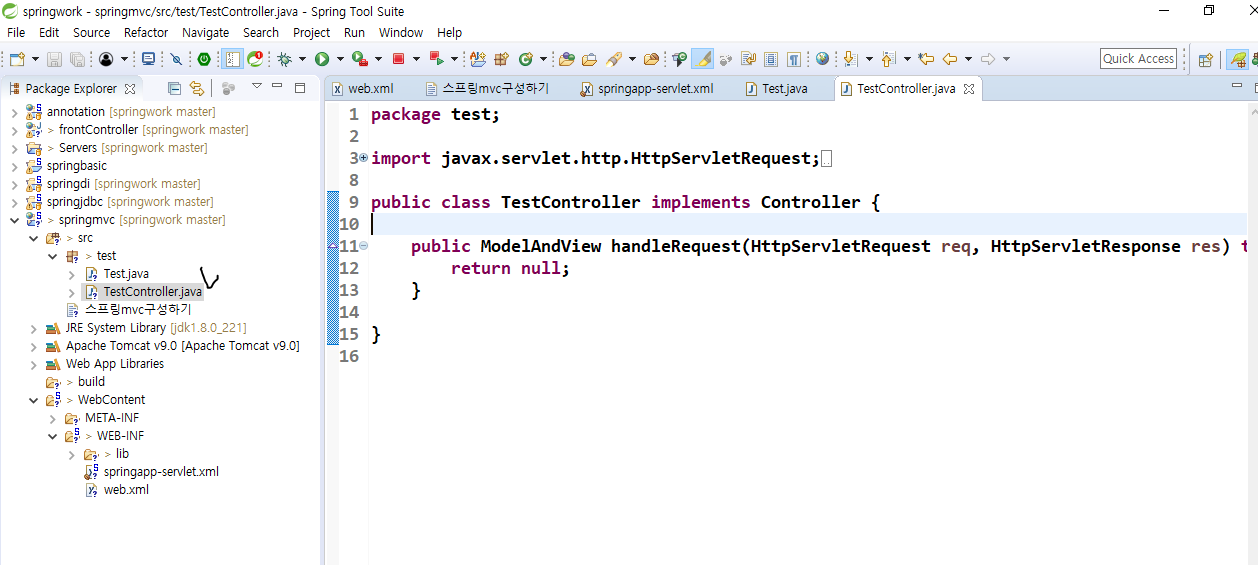 springwork - springmvc/src/test/TestController.java - Spring Tool Suite
File Edit Source Refactor Navigate Search Project Run Window Help
Quick Access
Package Explorer
annotation [springwork master]
> frontController [springwork master]
> Servers [springwork master]
springbasic
springdi [springwork master]
springjdbc [springwork master]
> springmvc [springwork master]
> src
> test
Test.java
TestController.java
스프링mvc구성하기
JRE System Library [jdk1.8.0_221]
Apache Tomcat v9.0 [Apache Tomcat v9.0]
Web App Libraries
> build
> WebContent
META-INF
> WEB-INF
> lib
springapp-servlet.xml
web.xml
web.xml 스프링mvc구성하기 springapp-servlet.xml Test.java TestController.java
1 package test;
2
3 import javax.servlet.http.HttpServletRequest;
8
9 public class TestController implements Controller {
10
11 public ModelAndView handleRequest(HttpServletRequest req, HttpServletResponse res) t
12 return null;
13 }
14
15 }
16